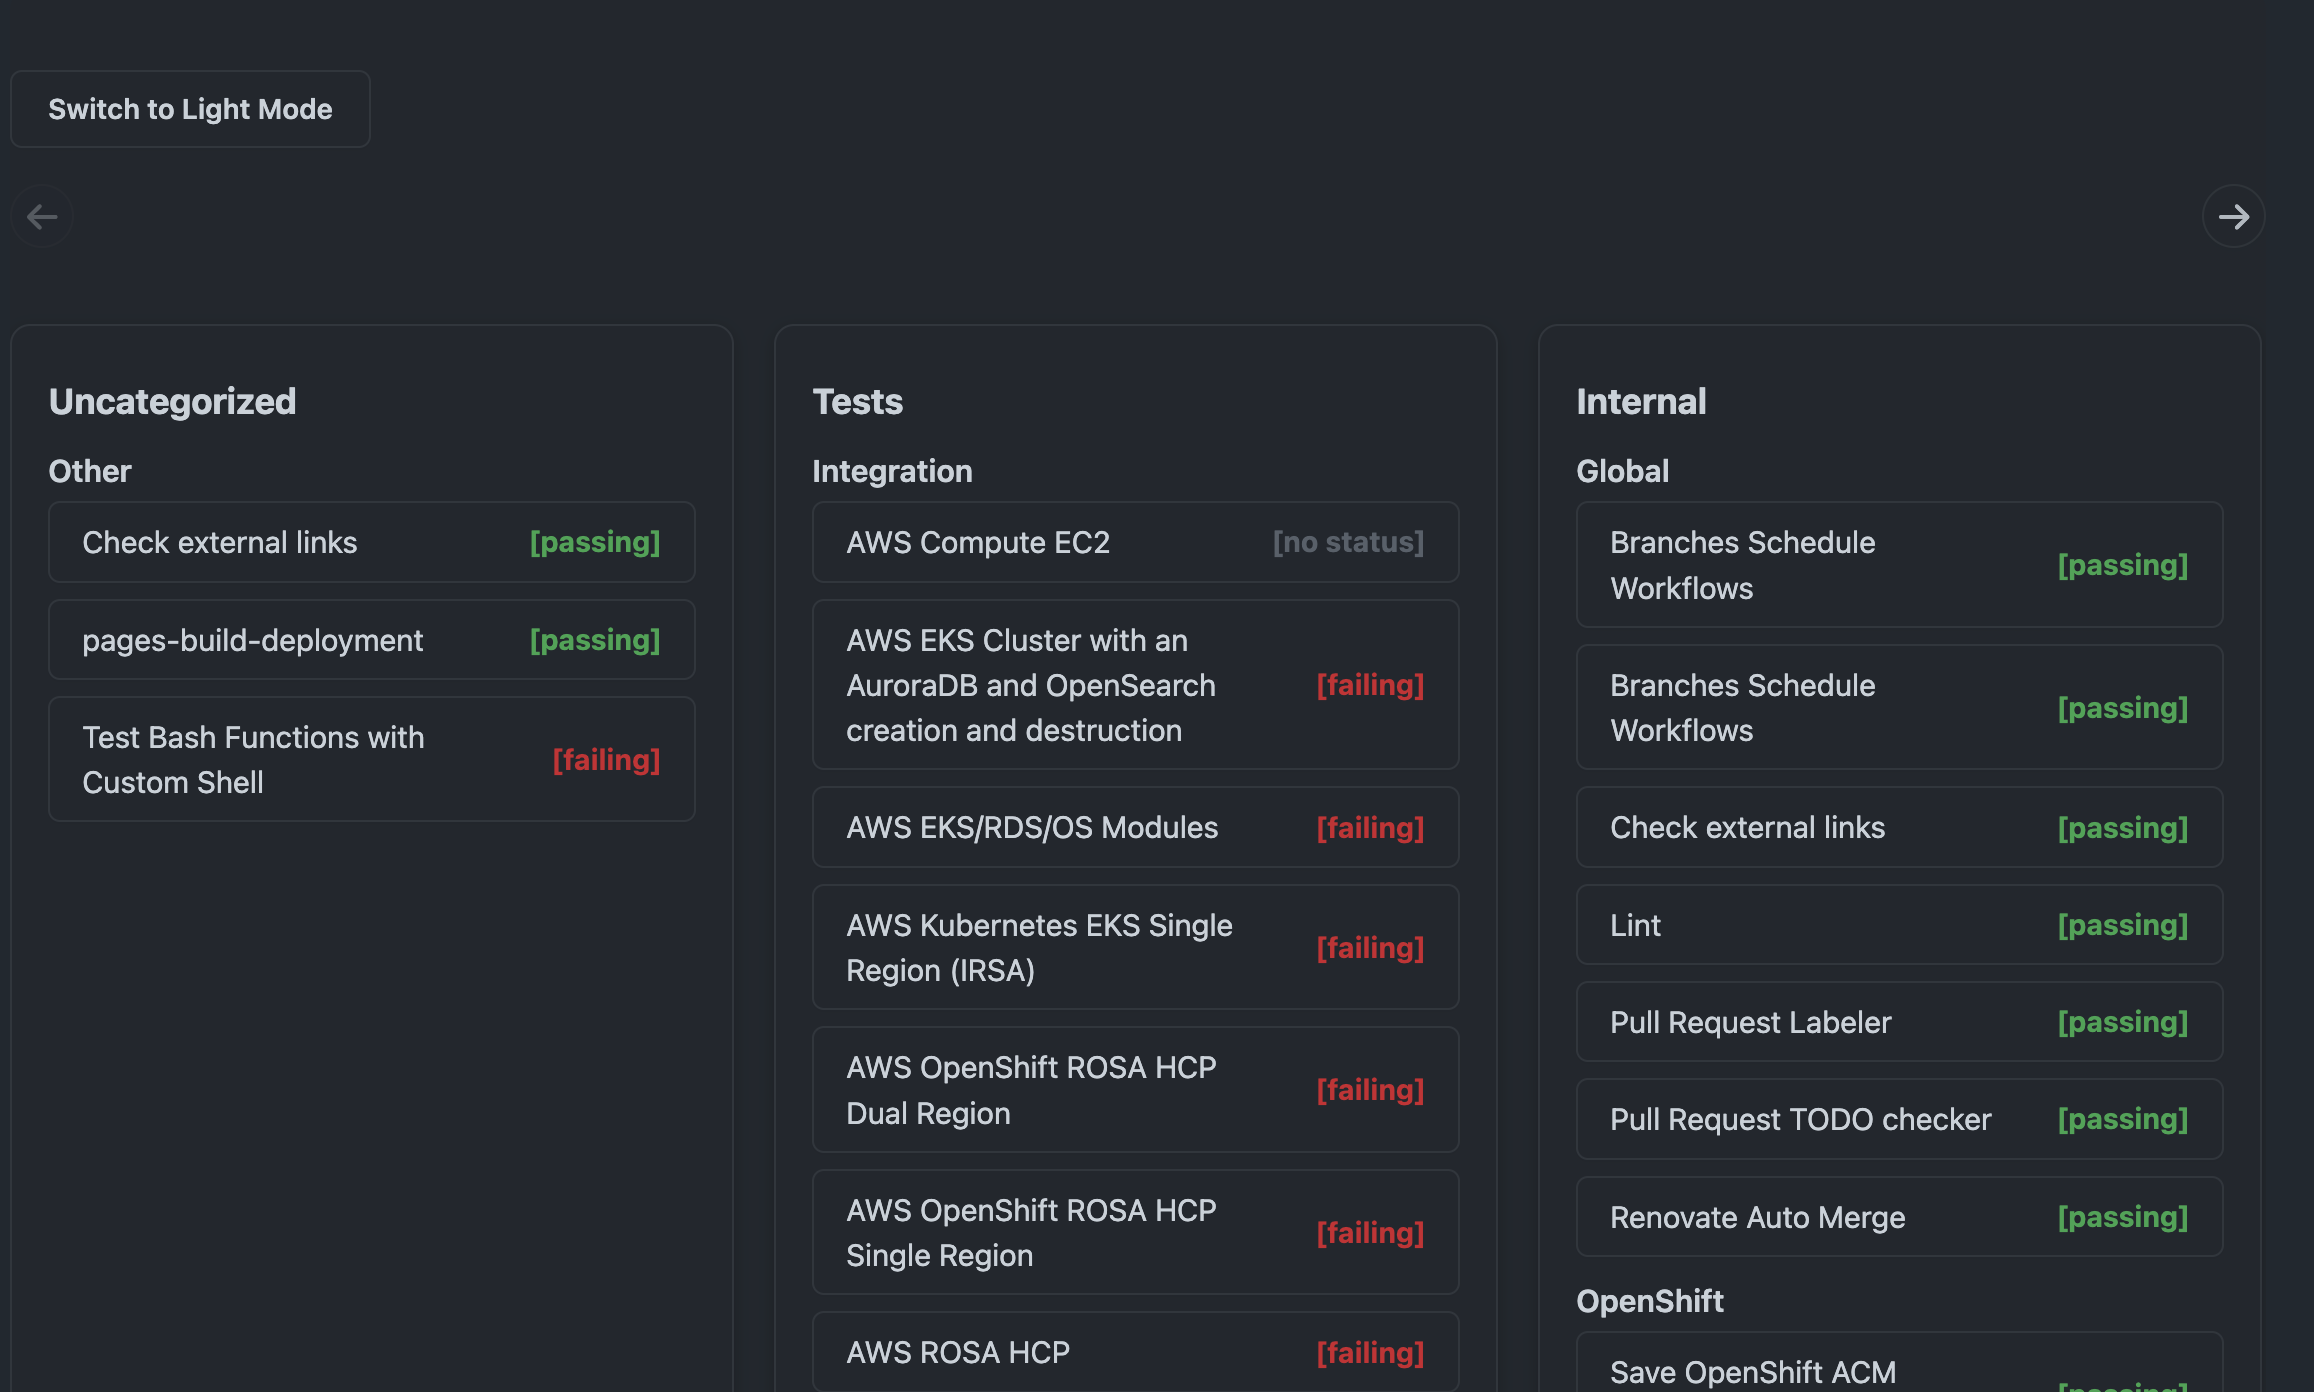 Switch to Light Mode
Uncategorized
Other
Check external links [passing]
pages-build-deployment [passing]
Test Bash Functions with
Custom Shell
[failing]
Tests
Integration
AWS Compute EC2 [no status]
AWS EKS Cluster with an
AuroraDB and OpenSearch
creation and destruction
[failing]
AWS EKS/RDS/OS Modules [failing]
AWS Kubernetes EKS Single
Region (IRSA)
[failing]
AWS OpenShift ROSA HCP
Dual Region
[failing]
AWS OpenShift ROSA HCP
Single Region
[failing]
AWS ROSA HCP [failing]
Internal
Global
Branches Schedule
Workflows
[passing]
Branches Schedule
Workflows
[passing]
Check external links [passing]
Lint [passing]
Pull Request Labeler [passing]
Pull Request TODO checker [passing]
Renovate Auto Merge [passing]
OpenShift
Save OpenShift ACM